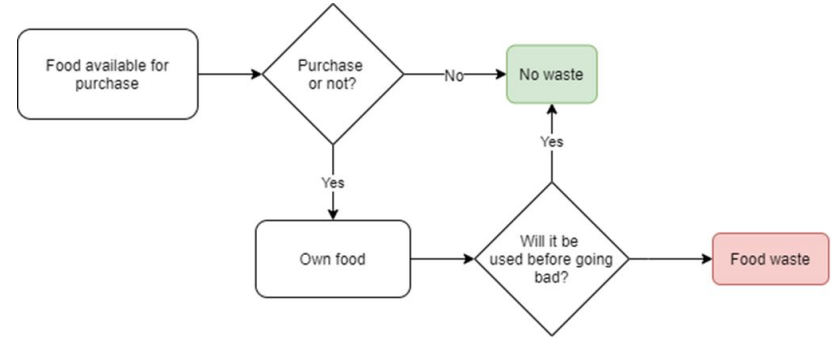 Food available for
purchase
Purchase
or not?
No
No waste
Yes
Yes
Own food
Will it be
used before going
bad?
Food waste